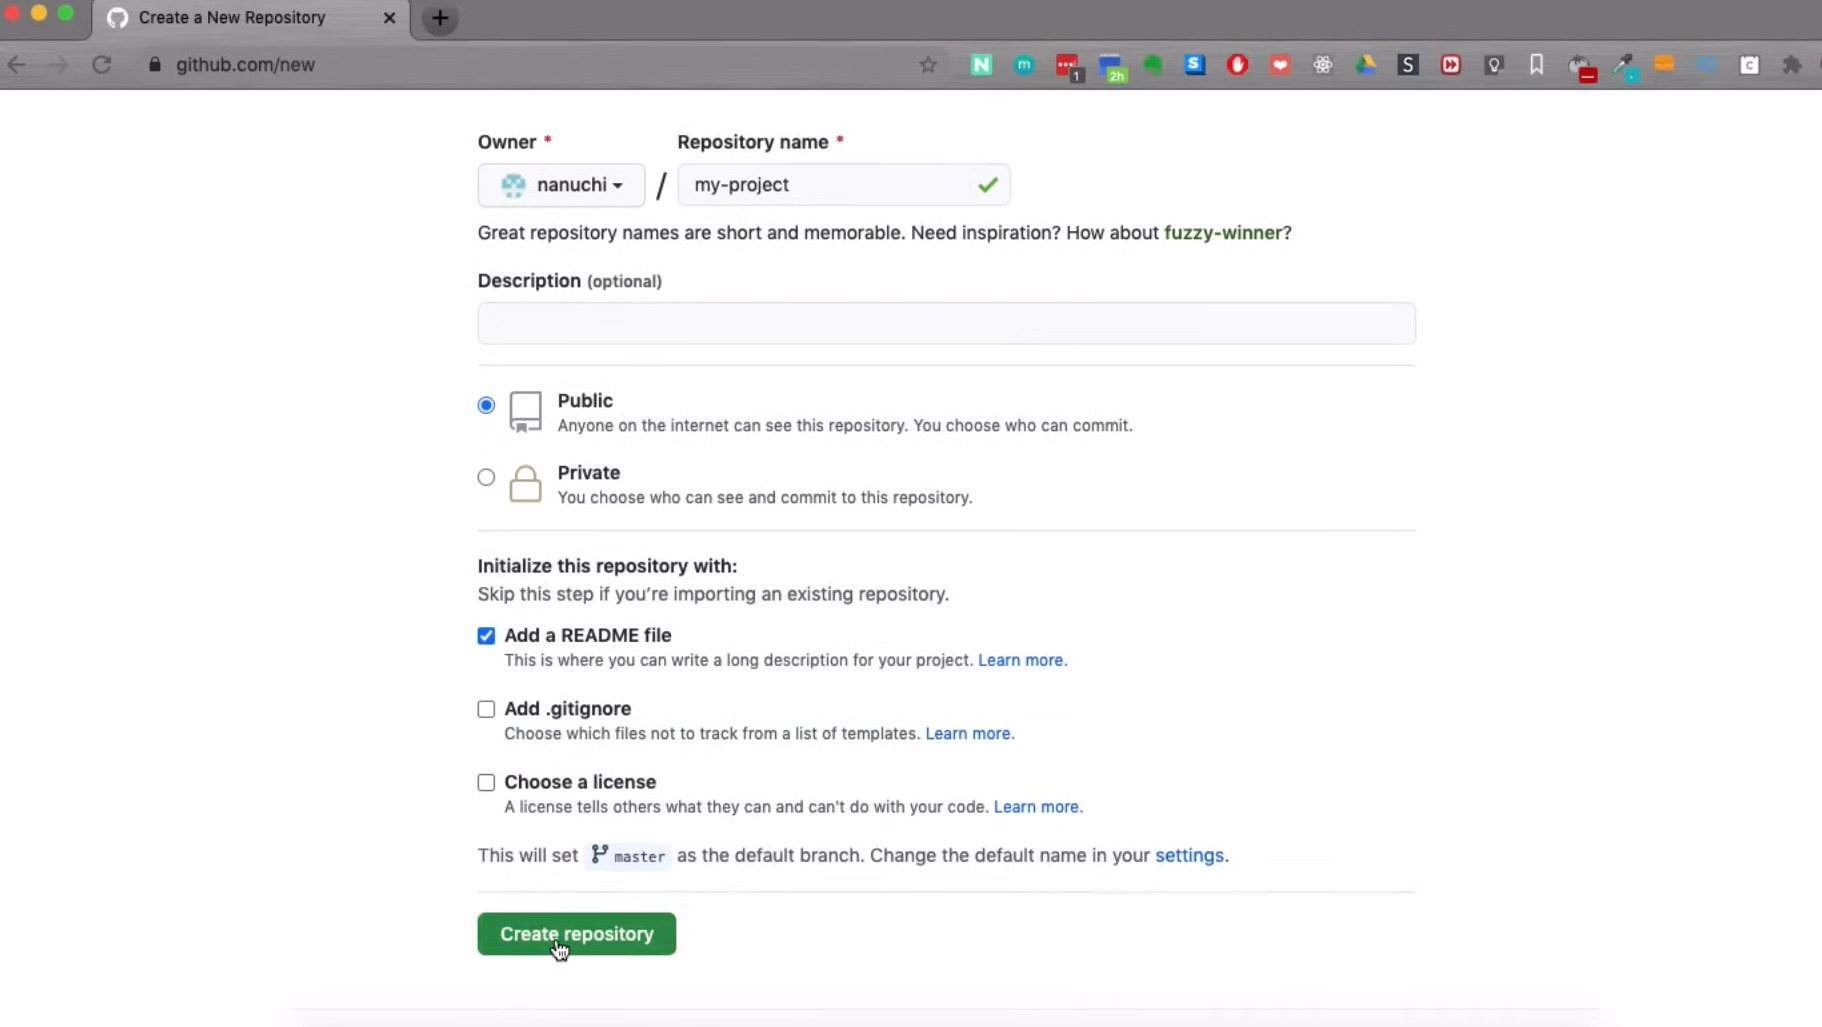 Create a New Repository
github.com/new
N m 1 2h S S C
Owner * Repository name *
nanuchi / my-project
Great repository names are short and memorable. Need inspiration? How about fuzzy-winner?
Description (optional)
Public
Anyone on the internet can see this repository. You choose who can commit.
Private
You choose who can see and commit to this repository.
Initialize this repository with:
Skip this step if you’re importing an existing repository.
Add a README file
This is where you can write a long description for your project. Learn more.
Add .gitignore
Choose which files not to track from a list of templates. Learn more.
Choose a license
A license tells others what they can and can't do with your code. Learn more.
This will set master as the default branch. Change the default name in your settings.
Create repository